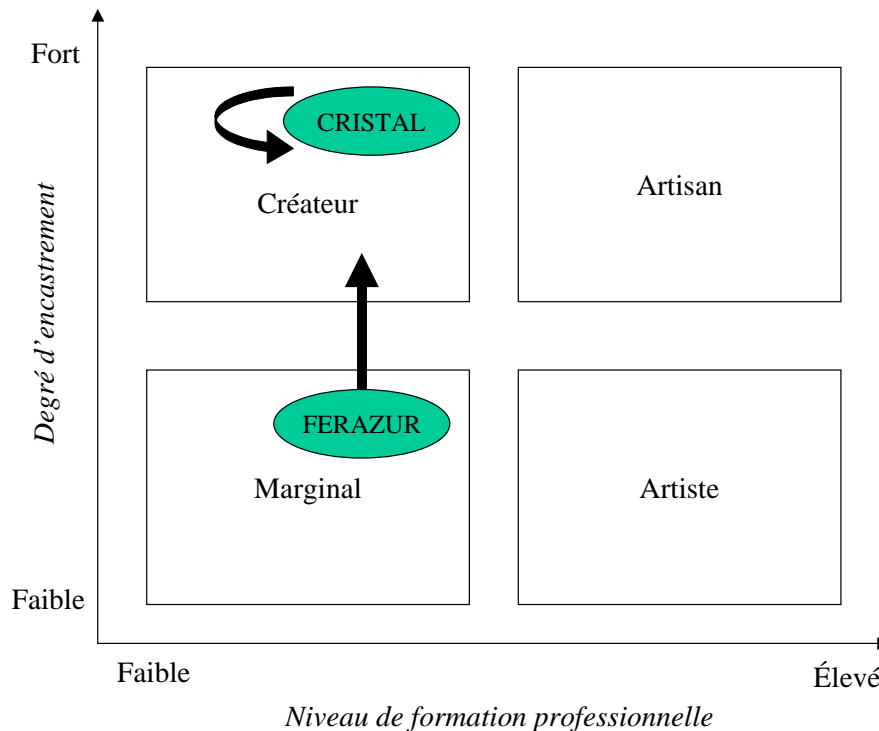 Fort
CRISTAL
Créateur
Artisan
Degré d'encastrement
FERAZUR
Marginal
Artiste
Faible
Faible
Élevé
Niveau de formation professionnelle